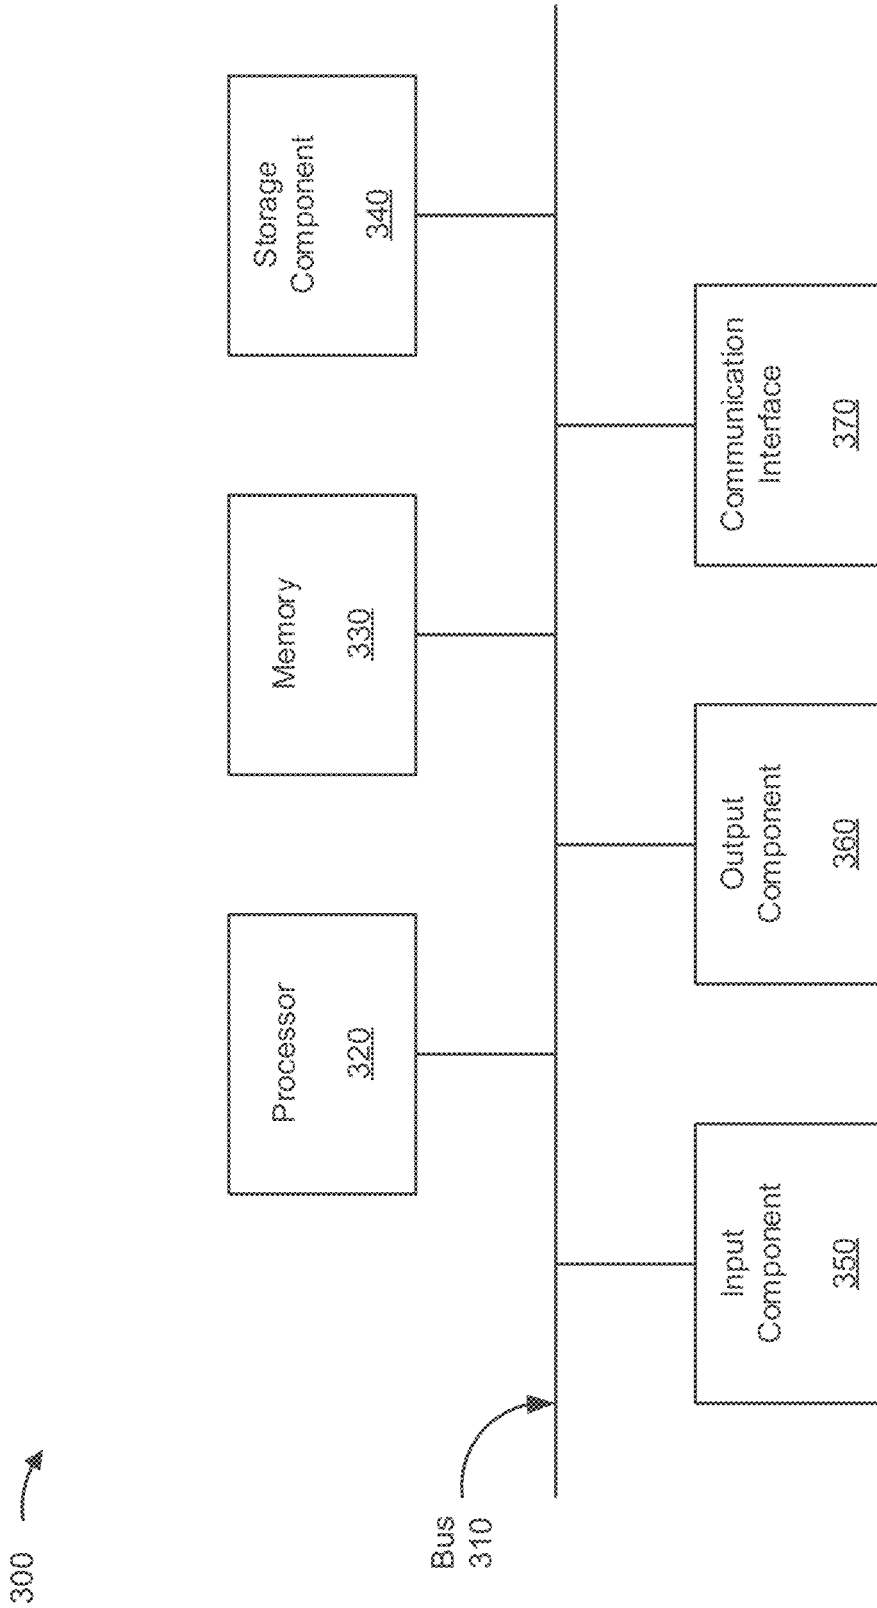 300
Processor
320
Memory
330
Storage
Component
340
Bus
310
Input
Component
350
Output
Component
360
Communication
Interface
370